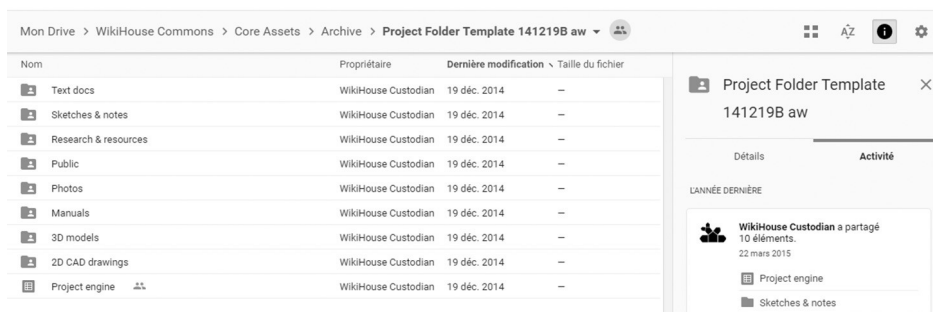 Mon Drive > WikiHouse Commons > Core Assets > Archive > Project Folder Template 141219B aw
AZ
Nom Propriétaire Dernière modification Taille du fichier
Text docs WikiHouse Custodian 19 déc. 2014 —
Sketches & notes WikiHouse Custodian 19 déc. 2014 —
Research & resources WikiHouse Custodian 19 déc. 2014 —
Public WikiHouse Custodian 19 déc. 2014 —
Photos WikiHouse Custodian 19 déc. 2014 —
Manuals WikiHouse Custodian 19 déc. 2014 —
3D models WikiHouse Custodian 19 déc. 2014 —
2D CAD drawings WikiHouse Custodian 19 déc. 2014 —
Project engine WikiHouse Custodian 19 déc. 2014 —
Project Folder Template
141219B aw
Détails Activité
L'ANNÉE DERNIÈRE
WikiHouse Custodian a partagé
10 éléments.
22 mars 2015
Project engine
Sketches & notes